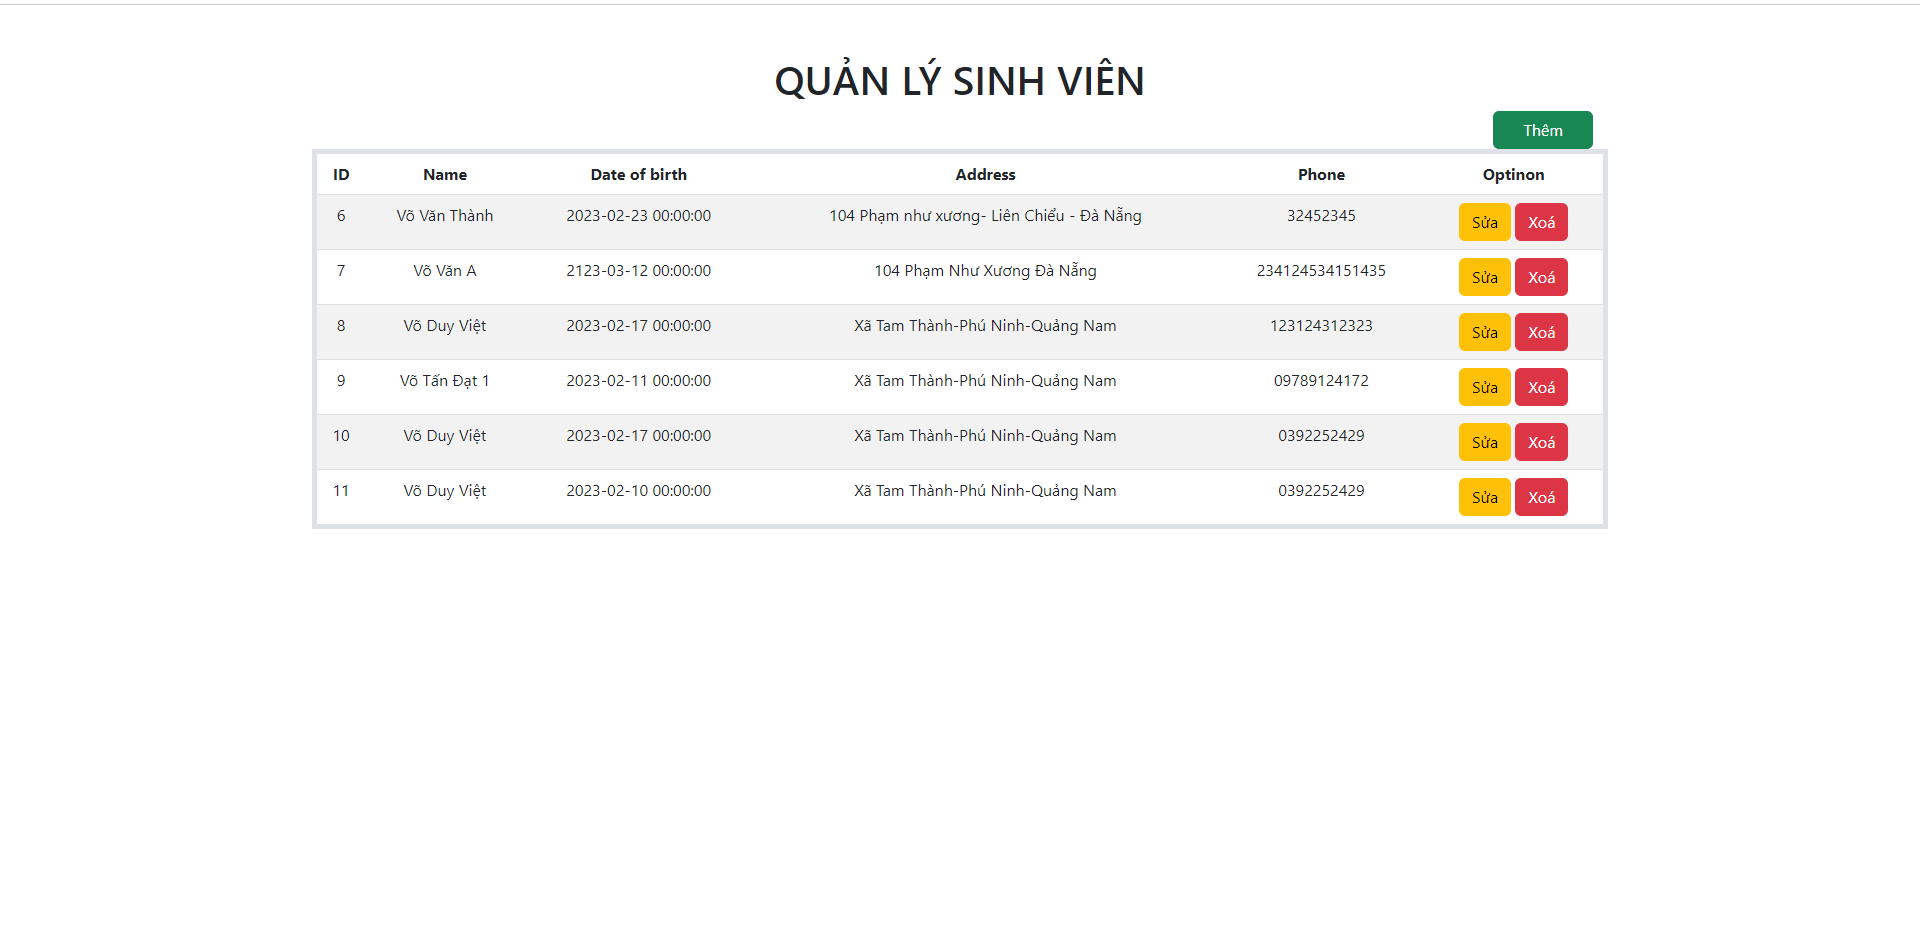 QUẢN LÝ SINH VIÊN
Thêm
ID Name Date of birth Address Phone Optinon
6 Võ Văn Thành 2023-02-23 00:00:00 104 Phạm như xương- Liên Chiểu - Đà Nẵng 32452345 Sửa Xoá
7 Võ Văn A 2123-03-12 00:00:00 104 Phạm Như Xương Đà Nẵng 234124534151435 Sửa Xoá
8 Võ Duy Việt 2023-02-17 00:00:00 Xã Tam Thành-Phú Ninh-Quảng Nam 123124312323 Sửa Xoá
9 Võ Tấn Đạt 1 2023-02-11 00:00:00 Xã Tam Thành-Phú Ninh-Quảng Nam 09789124172 Sửa Xoá
10 Võ Duy Việt 2023-02-17 00:00:00 Xã Tam Thành-Phú Ninh-Quảng Nam 0392252429 Sửa Xoá
11 Võ Duy Việt 2023-02-10 00:00:00 Xã Tam Thành-Phú Ninh-Quảng Nam 0392252429 Sửa Xoá